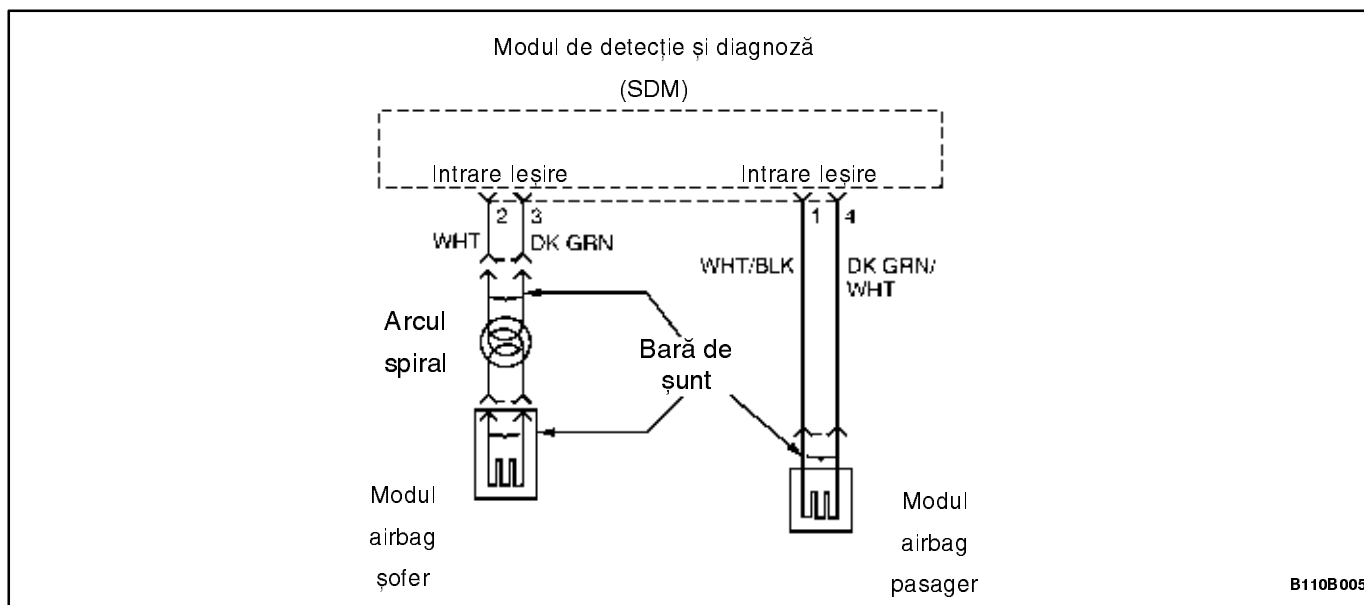 Modul de detecție și diagnoză
(SDM)
Intrare Ieșire
Intrare Ieșire
2
3
1
4
WHT
DK GRN
WHT/BLK
DK GRN/
WHT
Arcul
spiral
Bară de
șunt
Modul
airbag
șofer
Modul
airbag
pasager
B110B005